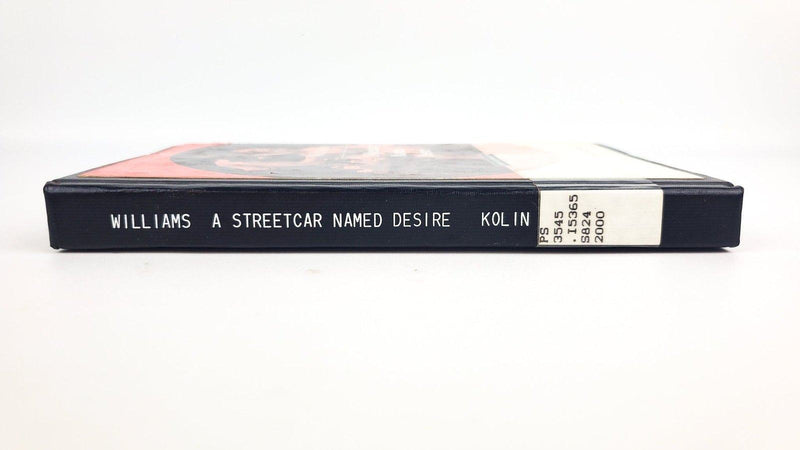 WILLIAMS A STREETCAR NAMED DESIRE KOLIN
PS
3545
.I5365
S824
2000